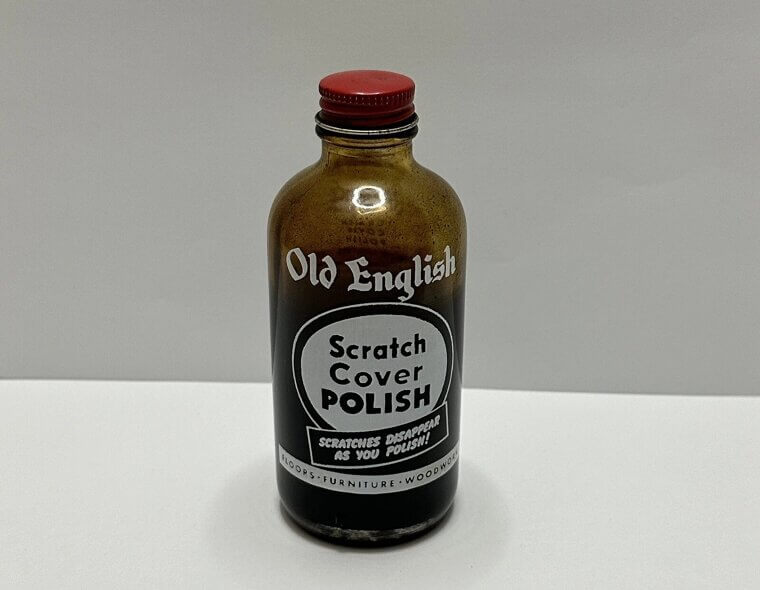 Old English
Scratch
Cover
POLISH
SCRATCHES DISAPPEAR
AS YOU POLISH!
FLOORS · FURNITURE · WOODWORK